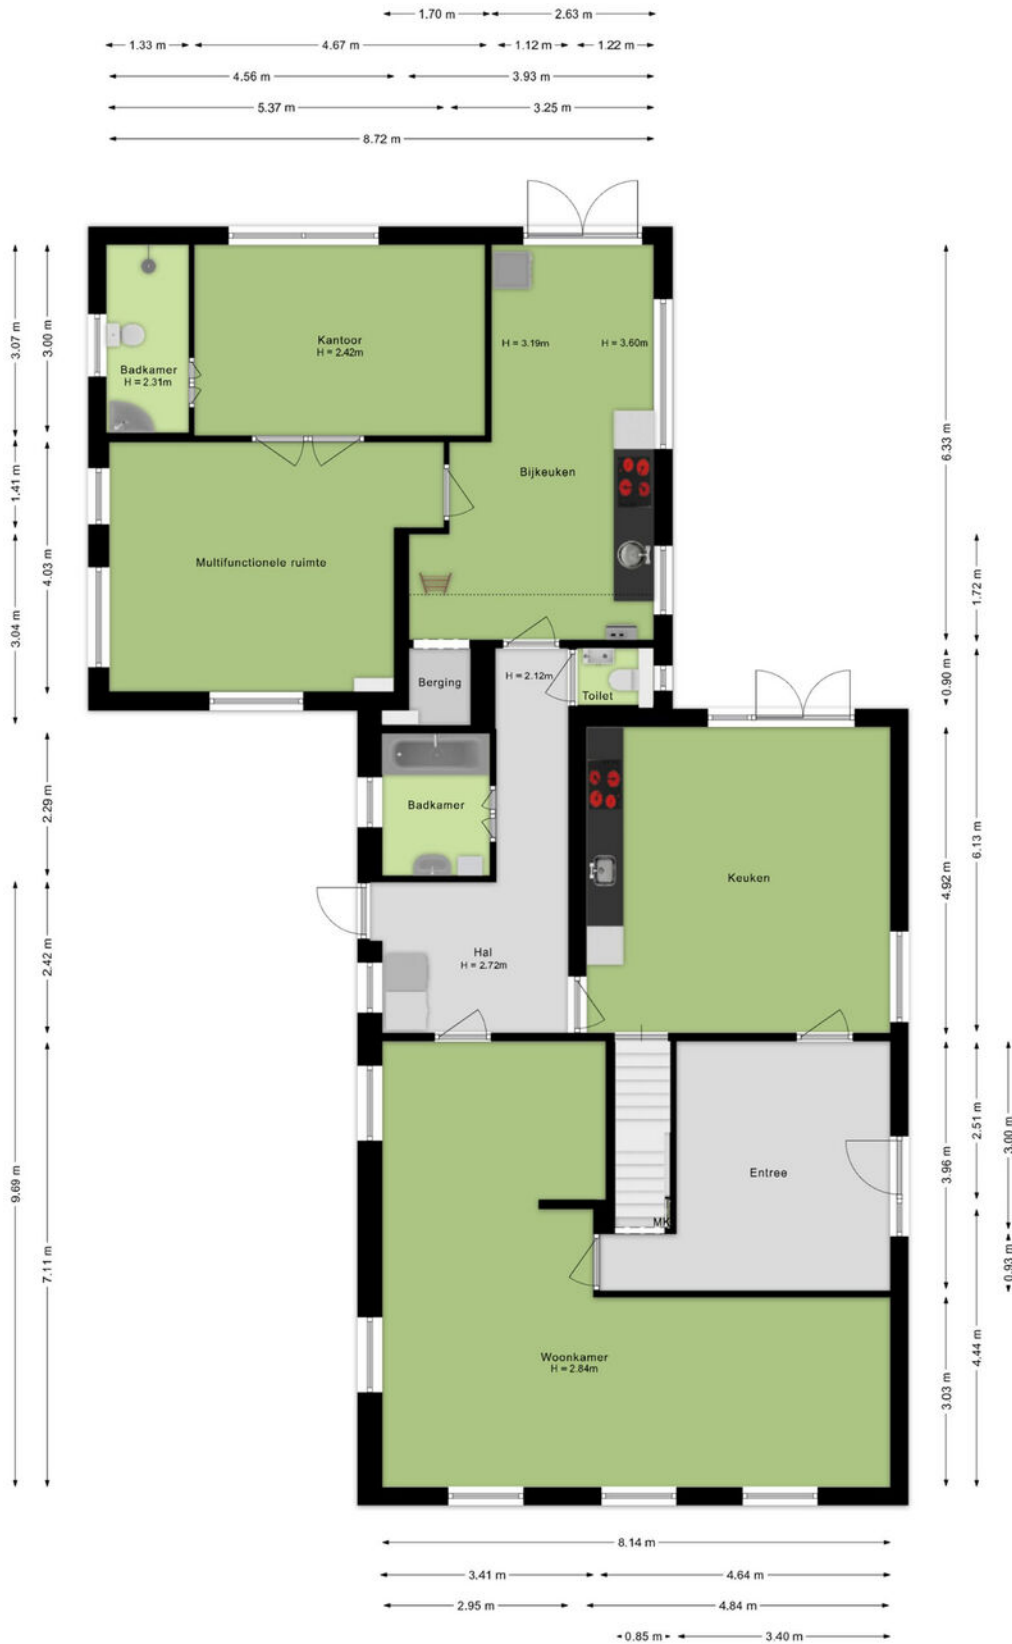 1.70 m 2.63 m
1.33 m 4.67 m 1.12 m 1.22 m
4.56 m 3.93 m
5.37 m 3.25 m
8.72 m
3.07 m
3.00 m
1.41 m
4.03 m
3.04 m
2.29 m
2.42 m
9.69 m
7.11 m
Kantoor
H = 2.42m
Badkamer
H = 2.31m
H = 3.19m
H = 3.60m
Bijkeuken
Multifunctionele ruimte
Berging
H = 2.12m
Toilet
Badkamer
Keuken
Hal
H = 2.72m
Entree
MK
Woonkamer
H = 2.84m
6.33 m
1.72 m
0.90 m
6.13 m
4.92 m
2.51 m
3.00 m
3.96 m
0.93 m
4.44 m
3.03 m
8.14 m
3.41 m 4.64 m
2.95 m 4.84 m
0.85 m 3.40 m